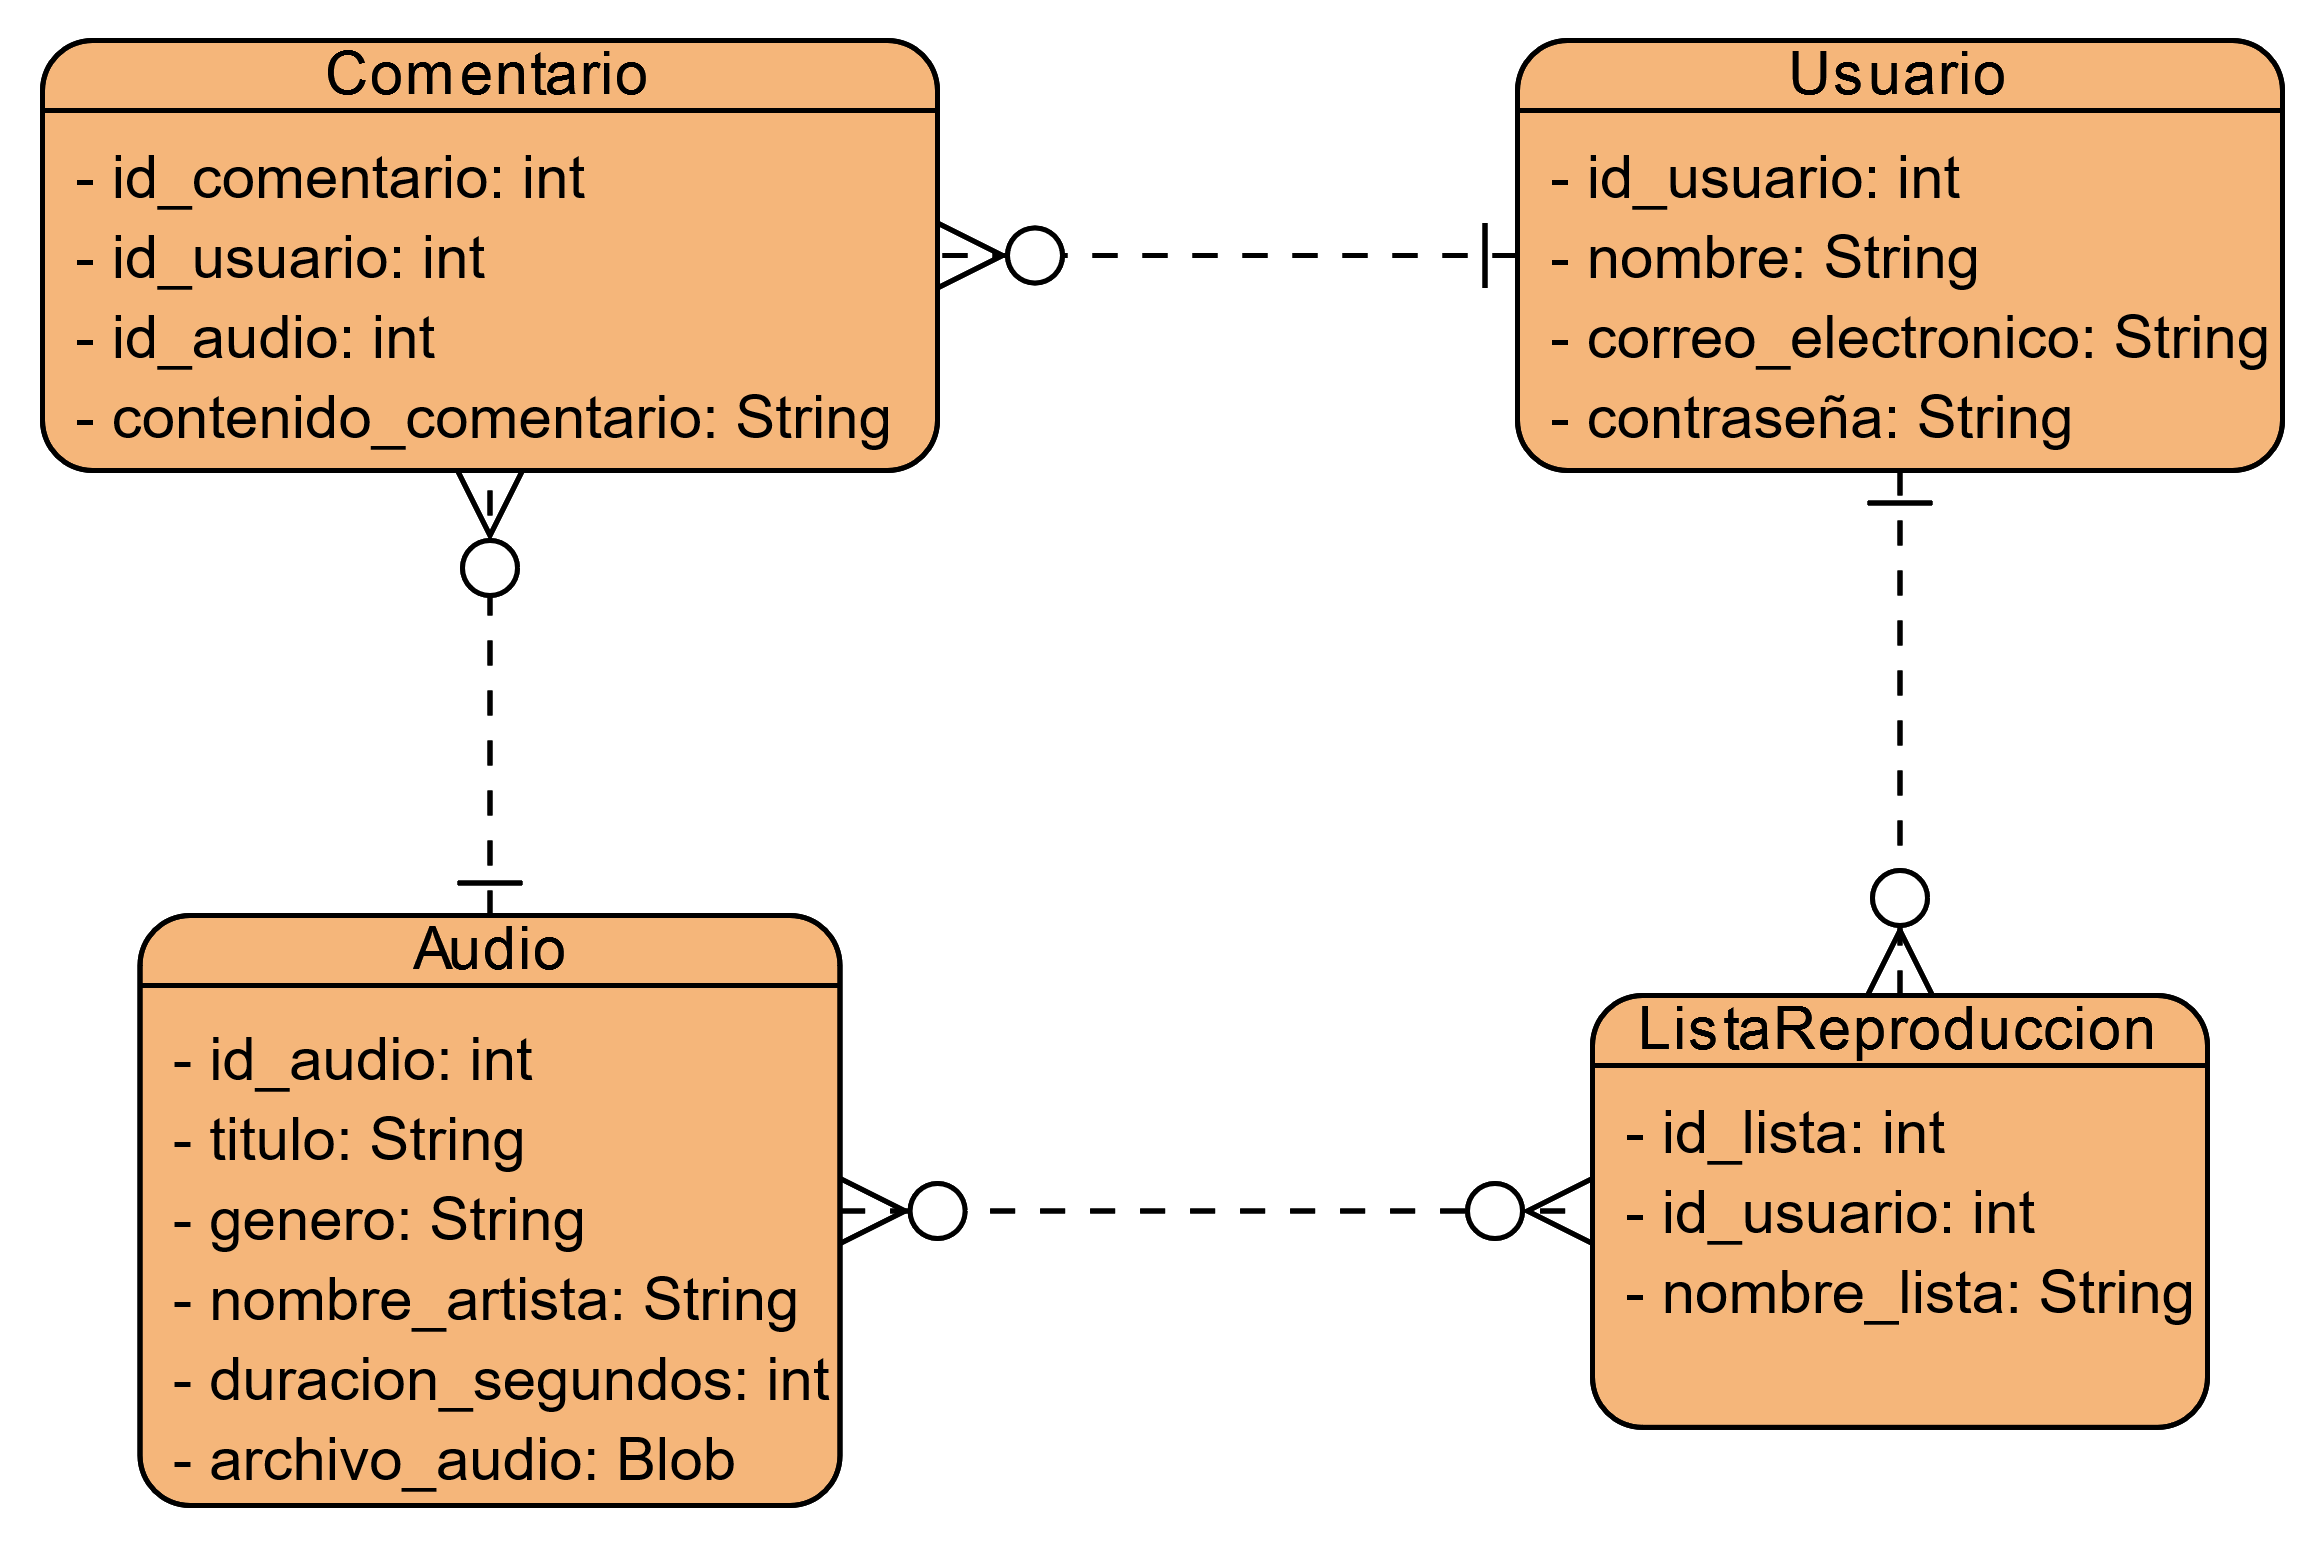 Comentario
- id_comentario: int
- id_usuario: int
- id_audio: int
- contenido_comentario: String
Usuario
- id_usuario: int
- nombre: String
- correo_electronico: String
- contraseña: String
Audio
- id_audio: int
- titulo: String
- genero: String
- nombre_artista: String
- duracion_segundos: int
- archivo_audio: Blob
ListaReproduccion
- id_lista: int
- id_usuario: int
- nombre_lista: String